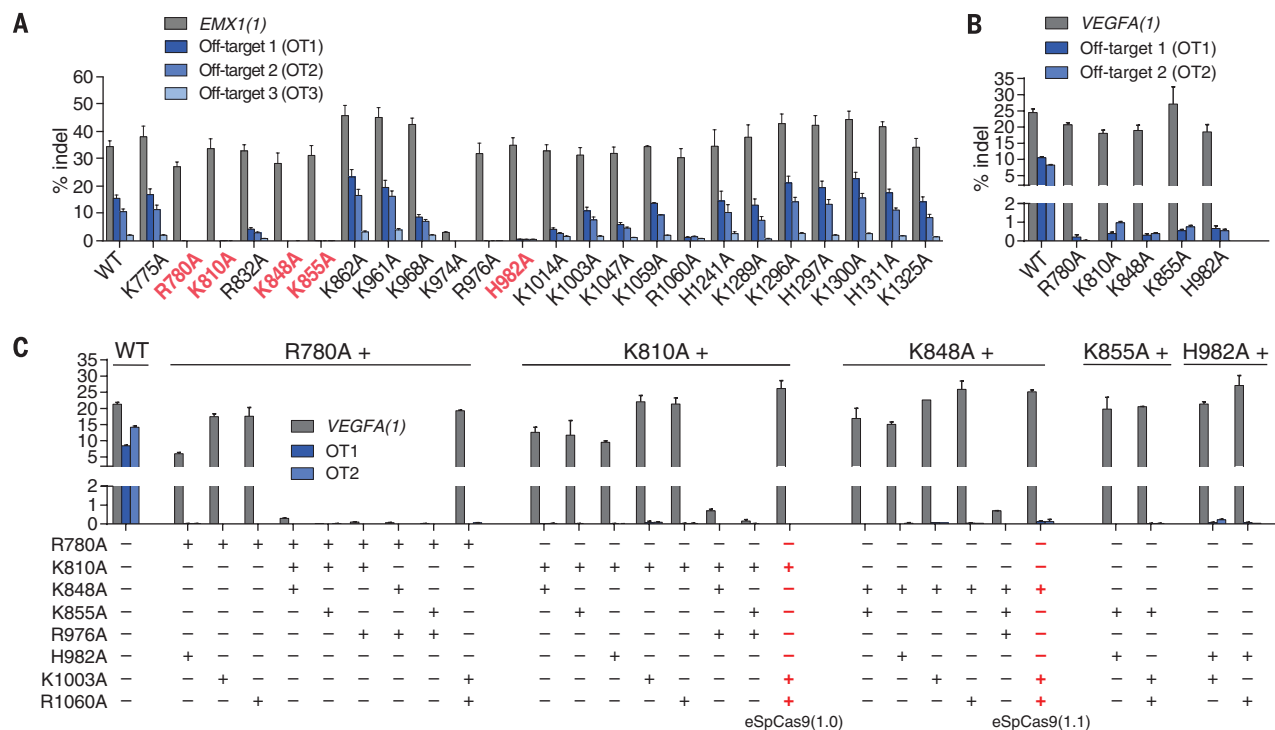 A
EMX1(1)
Off-target 1 (OT1)
Off-target 2 (OT2)
Off-target 3 (OT3)
% indel
60
50
40
30
20
10
0
WT
K775A
R780A
K810A
R832A
K848A
K855A
K862A
K961A
K968A
K974A
R976A
H982A
K1014A
K1003A
K1047A
K1059A
R1060A
H1241A
K1289A
K1296A
H1297A
K1300A
H1311A
K1325A
B
VEGFA(1)
Off-target 1 (OT1)
Off-target 2 (OT2)
% indel
35
30
25
20
15
10
5
2
1
0
WT
R780A
K810A
K848A
K855A
H982A
C
WT R780A + K810A + K848A + K855A + H982A +
35
30
25
20
15
10
5
2
1
0
VEGFA(1)
OT1
OT2
R780A − + + + + + + + + + − − − − − − − − − − − − − − − − − −
K810A − − − − + + + − − − + + + + + + + + − − − − − − − − − −
K848A − − − − + − − + − − + − − − − + − − + + + + + + − − − −
K855A − − − − − + − − + − − + − − − − + − + − − − + − + + − −
R976A − − − − − − + + + − − − − − − + + − − − − − + − − − − −
H982A − + − − − − − − − − − − + − − − − − − + − − − − + − + +
K1003A − − + − − − − − − + − − − + − − − + − − + − − + − + + −
R1060A − − − + − − − − − + − − − − + − − + − − − + − + − + − +
eSpCas9(1.0) eSpCas9(1.1)